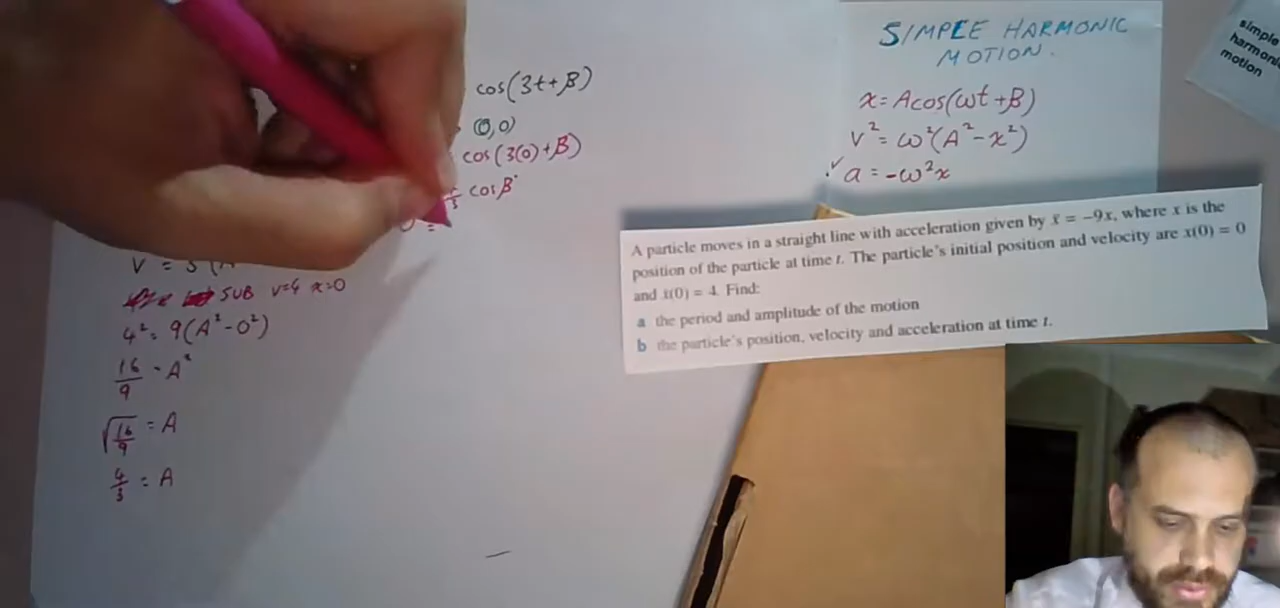 cos(3t+β)
(0,0)
cos(3(0)+β)
cosβ
0 =
SUB v=4 x=0
4² = 9(A²-0²)
16/9 = A²
√16/9 = A
4/3 = A
SIMPLE HARMONIC
MOTION.
x = Acos(ωt+β)
v² = ω²(A²-x²)
✓ a = -ω²x
simple
harmonic
motion
A particle moves in a straight line with acceleration given by ẍ = −9x, where x is the
position of the particle at time t. The particle's initial position and velocity are x(0) = 0
and ẋ(0) = 4. Find:
a the period and amplitude of the motion
b the particle's position, velocity and acceleration at time t.